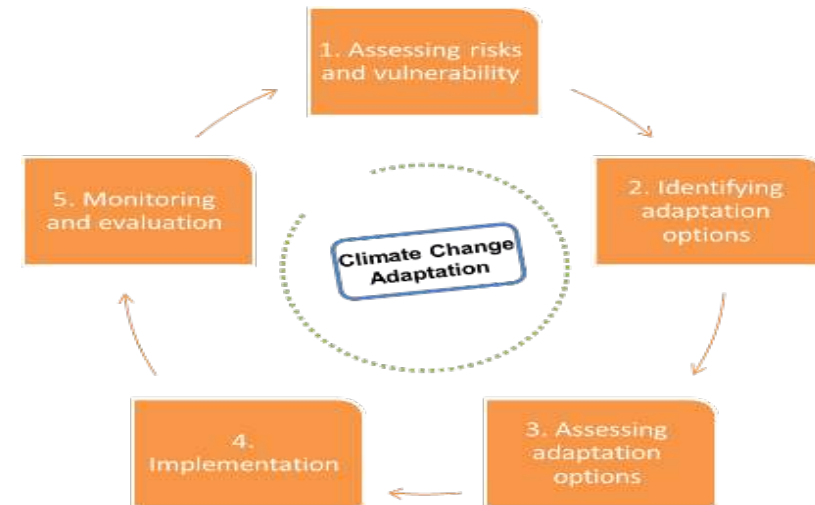 1. Assessing risks
and vulnerability
2. Identifying
adaptation
options
3. Assessing
adaptation
options
4.
Implementation
5. Monitoring
and evaluation
Climate Change
Adaptation